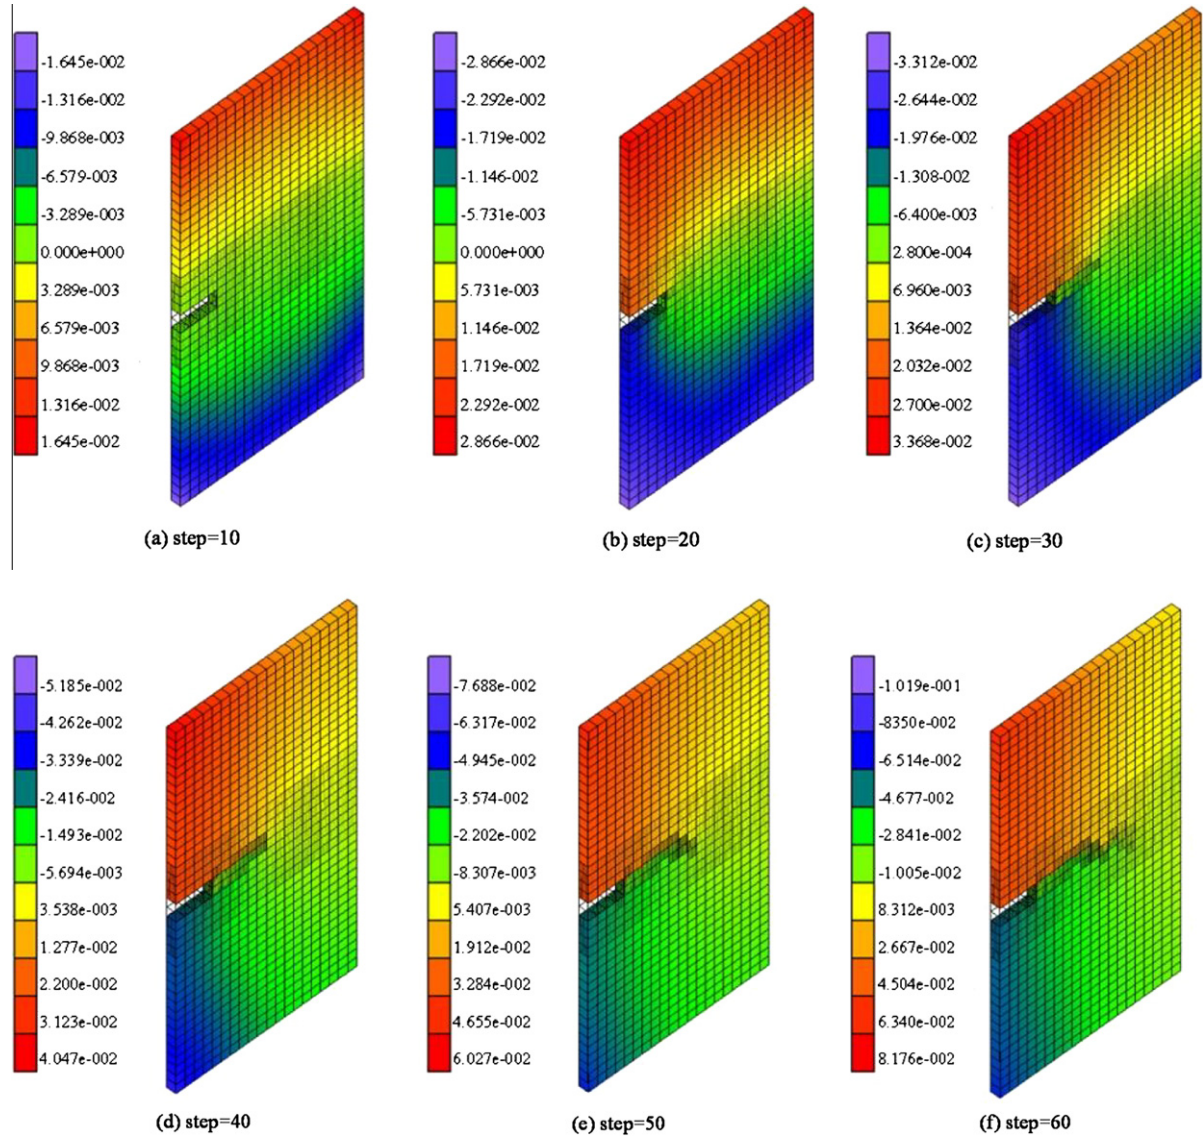 -1.645e-002
-1.316e-002
-9.868e-003
-6.579-003
-3.289e-003
0.000e+000
3.289e-003
6.579e-003
9.868e-003
1.316e-002
1.645e-002
(a) step=10
-2.866e-002
-2.292e-002
-1.719e-002
-1.146-002
-5.731e-003
0.000e+000
5.731e-003
1.146e-002
1.719e-002
2.292e-002
2.866e-002
(b) step=20
-3.312e-002
-2.644e-002
-1.976e-002
-1.308-002
-6.400e-003
2.800e-004
6.960e-003
1.364e-002
2.032e-002
2.700e-002
3.368e-002
(c) step=30
-5.185e-002
-4.262e-002
-3.339e-002
-2.416-002
-1.493e-002
-5.694e-003
3.538e-003
1.277e-002
2.200e-002
3.123e-002
4.047e-002
(d) step=40
-7.688e-002
-6.317e-002
-4.945e-002
-3.574-002
-2.202e-002
-8.307e-003
5.407e-003
1.912e-002
3.284e-002
4.655e-002
6.027e-002
(e) step=50
-1.019e-001
-8350e-002
-6.514e-002
-4.677-002
-2.841e-002
-1.005e-002
8.312e-003
2.667e-002
4.504e-002
6.340e-002
8.176e-002
(f) step=60